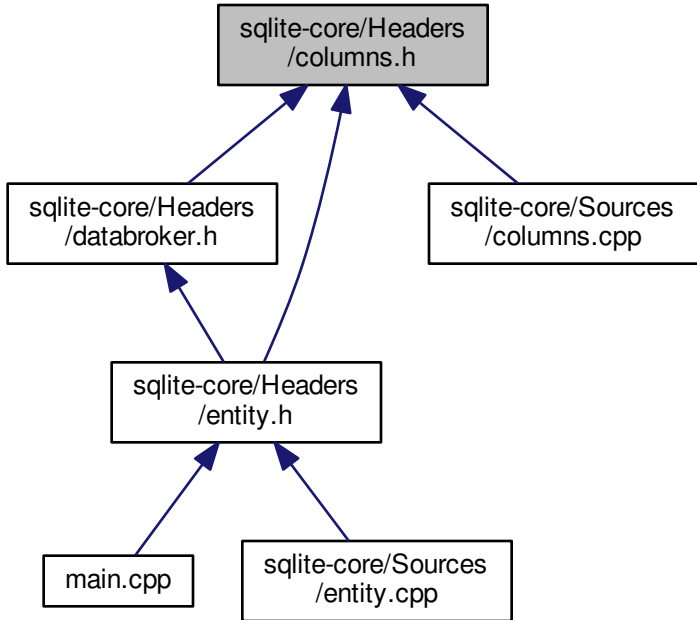 sqlite-core/Headers
/columns.h
sqlite-core/Headers
/databroker.h
sqlite-core/Sources
/columns.cpp
sqlite-core/Headers
/entity.h
main.cpp
sqlite-core/Sources
/entity.cpp